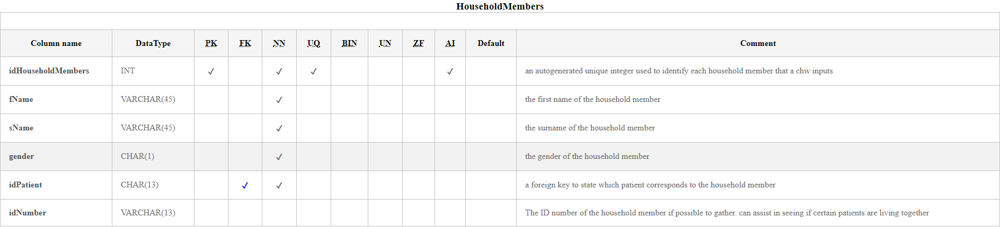 HouseholdMembers
Column name DataType PK FK NN UQ BIN UN ZF AI Default Comment
idHouseholdMembers INT ✓ ✓ ✓ ✓ an autogenerated unique integer used to identify each household member that a chw inputs
fName VARCHAR(45) ✓ the first name of the household member
sName VARCHAR(45) ✓ the surname of the household member
gender CHAR(1) ✓ the gender of the household member
idPatient CHAR(13) ✓ ✓ a foreign key to state which patient corresponds to the household member
idNumber VARCHAR(13) The ID number of the household member if possible to gather. can assist in seeing if certain patients are living together